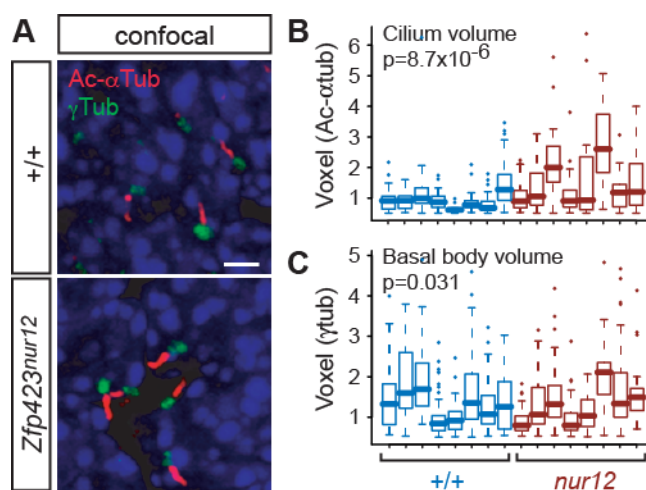 A
confocal
+/+
Ac-αTub
γTub
Zfp423nur12
B
Cilium volume
p=8.7x10-6
Voxel (Ac-αtub)
6
5
4
3
2
1
C
Basal body volume
p=0.031
Voxel (γtub)
5
4
3
2
1
+/+
nur12